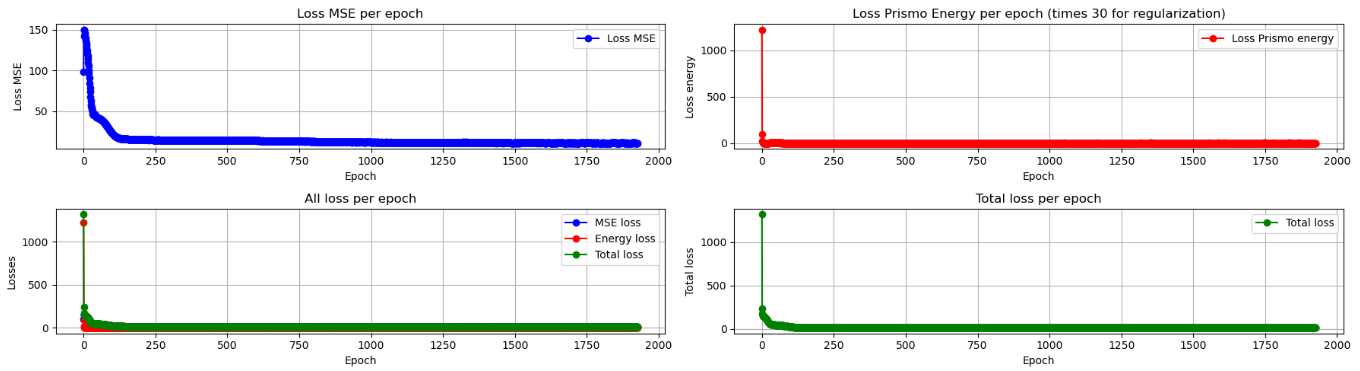 Loss MSE per epoch
Loss MSE
150
100
50
Loss MSE
0 250 500 750 1000 1250 1500 1750 2000
Epoch
Loss Prismo Energy per epoch (times 30 for regularization)
Loss Prismo energy
1000
500
0
Loss energy
0 250 500 750 1000 1250 1500 1750 2000
Epoch
All loss per epoch
MSE loss
Energy loss
Total loss
1000
500
0
Losses
0 250 500 750 1000 1250 1500 1750 2000
Epoch
Total loss per epoch
Total loss
1000
500
0
Total loss
0 250 500 750 1000 1250 1500 1750 2000
Epoch